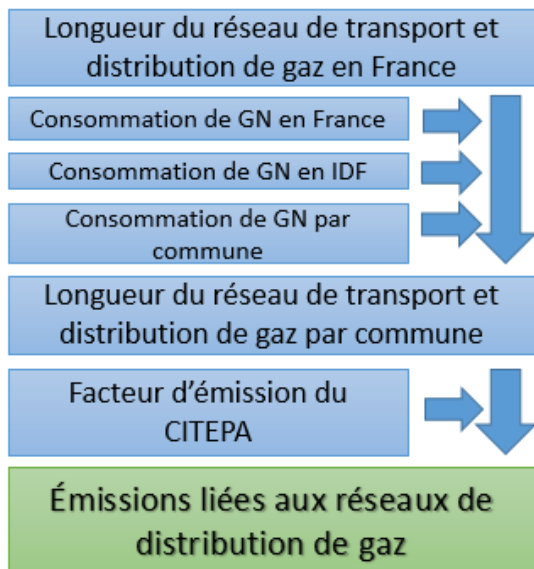 Longueur du réseau de transport et
distribution de gaz en France
Consommation de GN en France
Consommation de GN en IDF
Consommation de GN par
commune
Longueur du réseau de transport et
distribution de gaz par commune
Facteur d’émission du
CITEPA
Émissions liées aux réseaux de
distribution de gaz